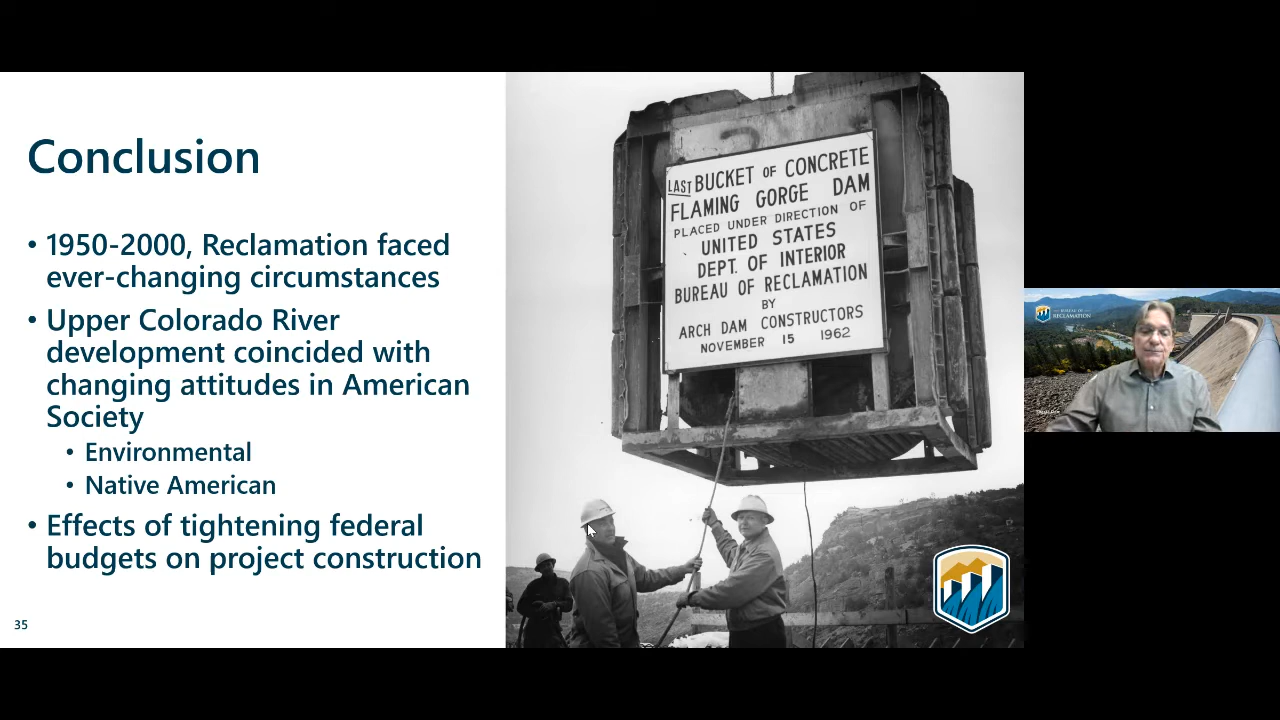 Conclusion
• 1950-2000, Reclamation faced
ever-changing circumstances
• Upper Colorado River
development coincided with
changing attitudes in American
Society
• Environmental
• Native American
• Effects of tightening federal
budgets on project construction
35
LAST BUCKET OF CONCRETE
FLAMING GORGE DAM
PLACED UNDER DIRECTION OF
UNITED STATES
DEPT. OF INTERIOR
BUREAU OF RECLAMATION
BY
ARCH DAM CONSTRUCTORS
NOVEMBER 15 1962
BUREAU OF
RECLAMATION